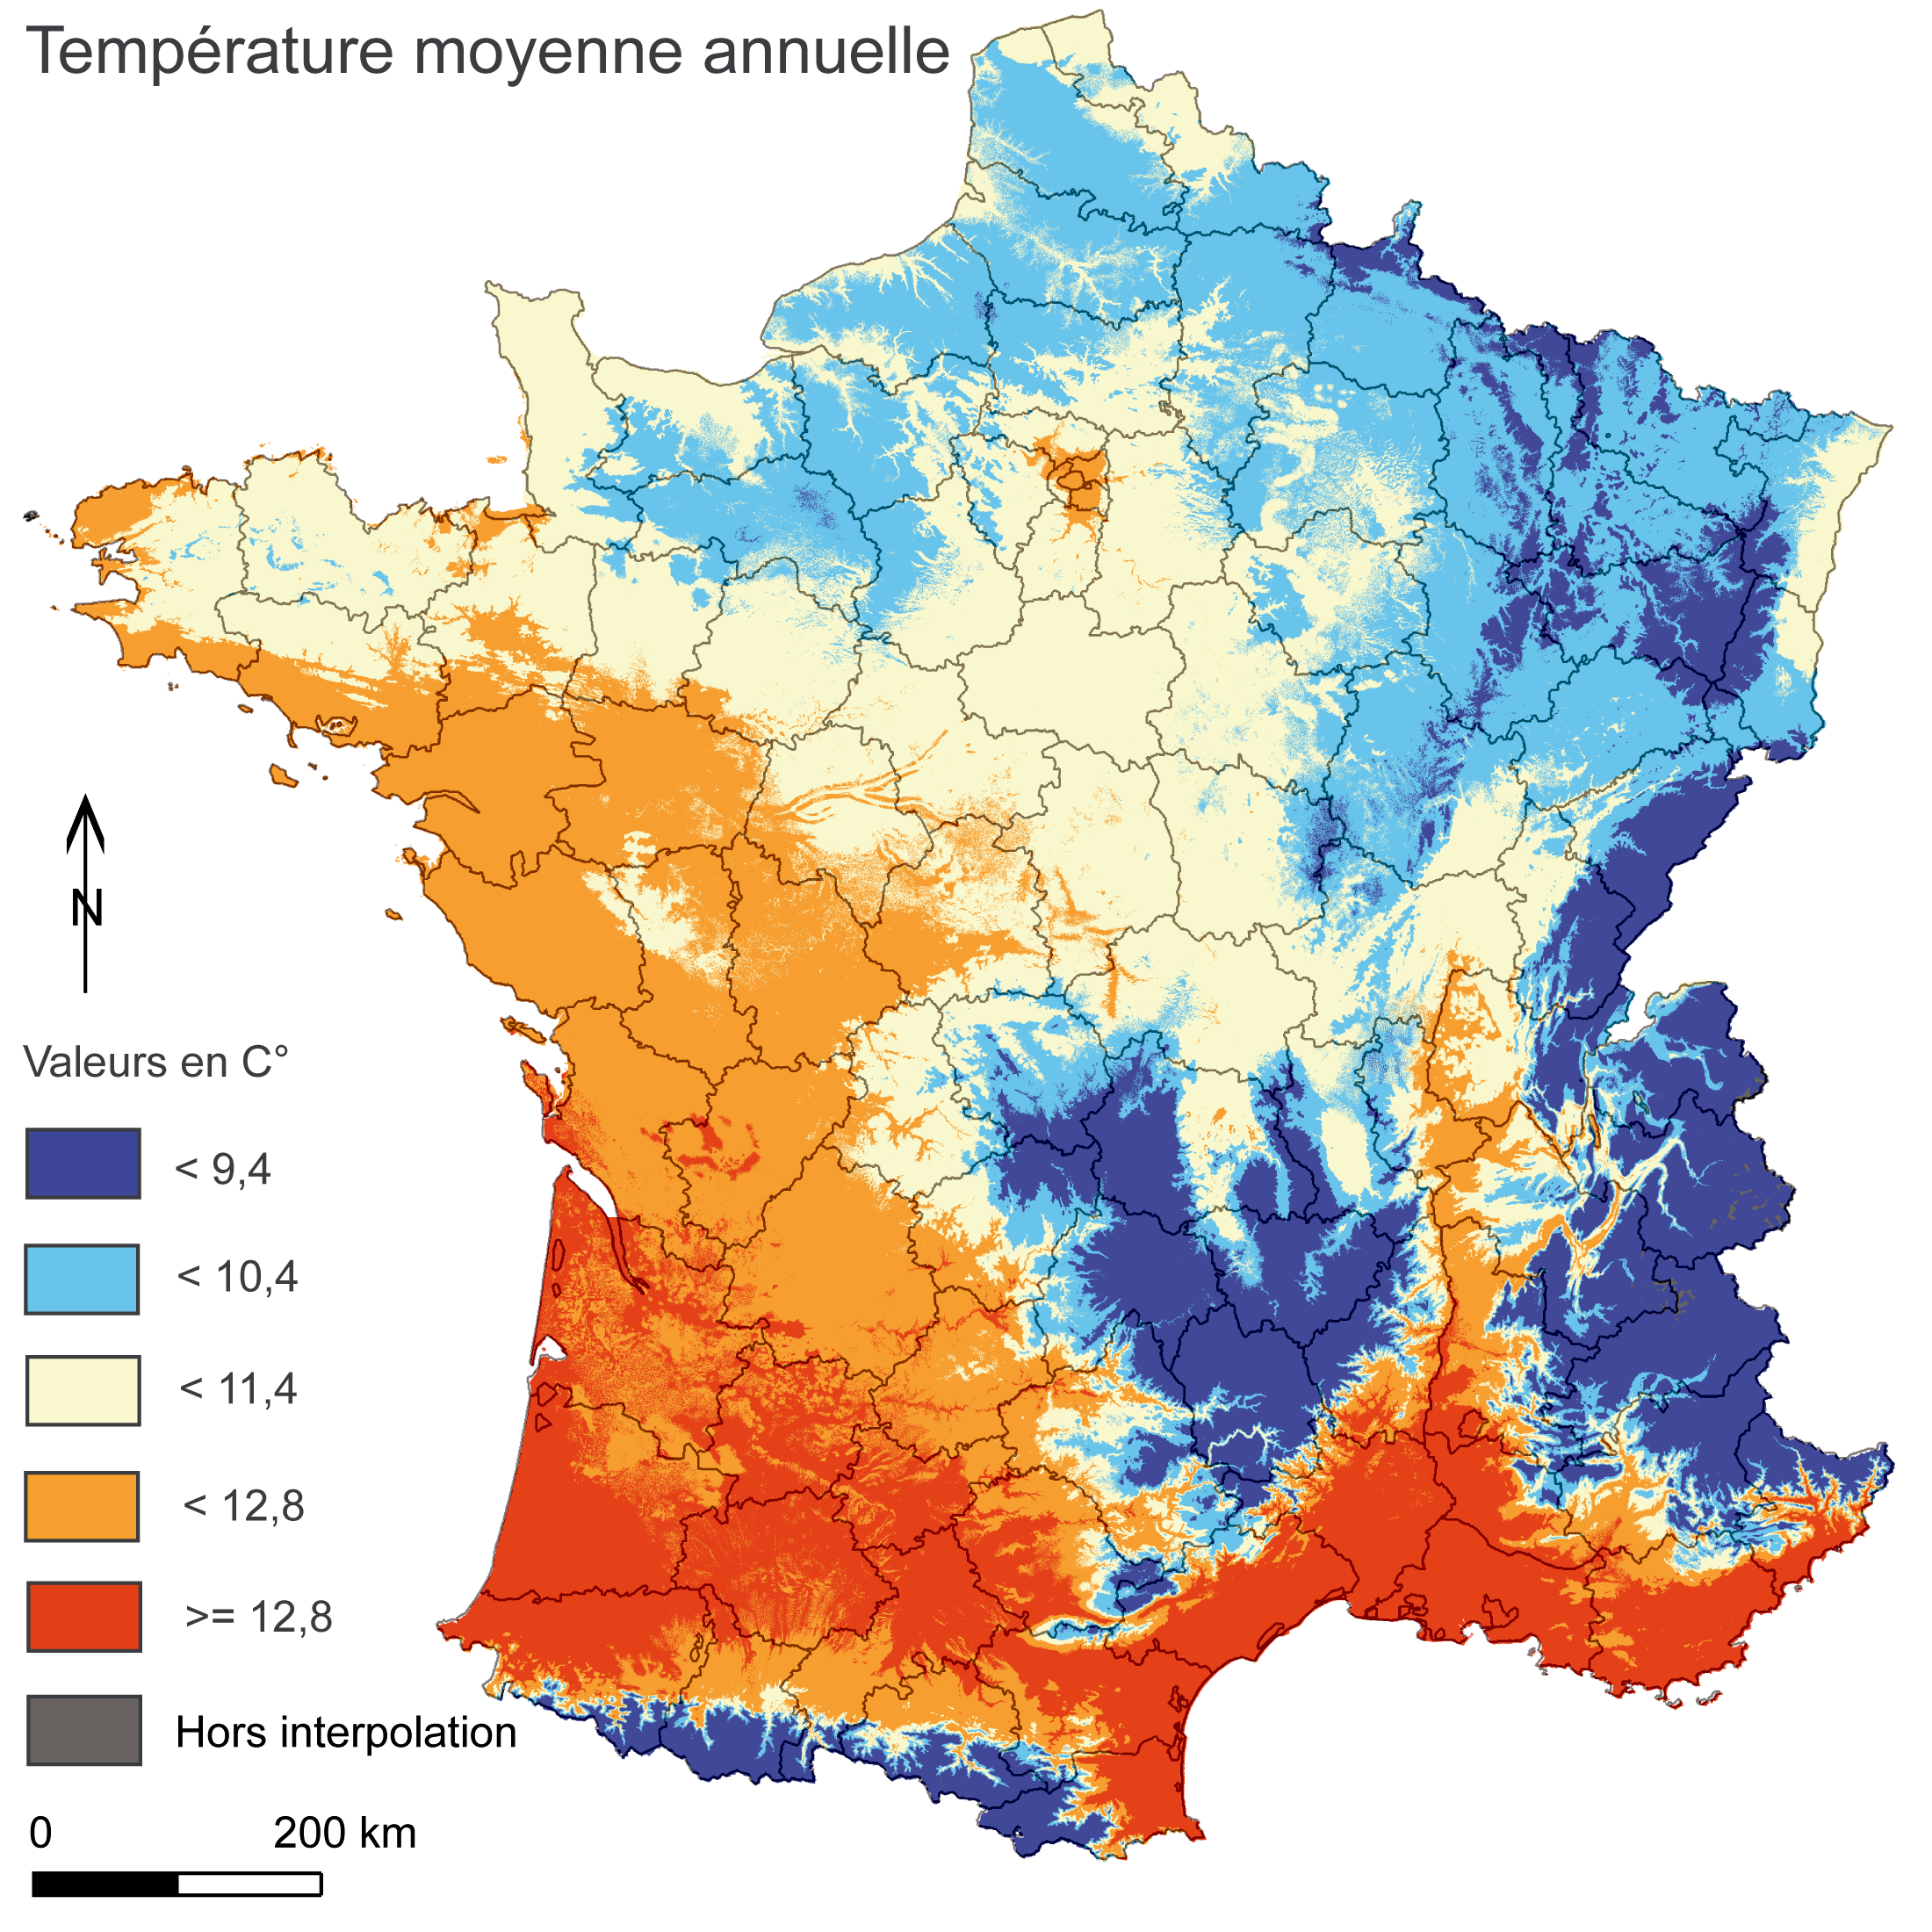 Température moyenne annuelle
N
Valeurs en C°
< 9,4
< 10,4
< 11,4
< 12,8
>= 12,8
Hors interpolation
0 200 km